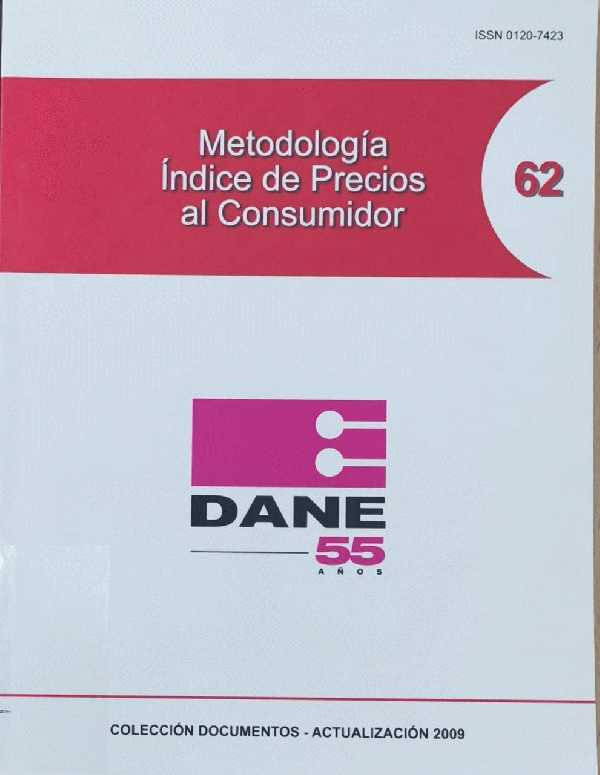 ISSN 0120-7423
Metodología
Índice de Precios
al Consumidor
62
DANE
55
AÑOS
COLECCIÓN DOCUMENTOS - ACTUALIZACIÓN 2009